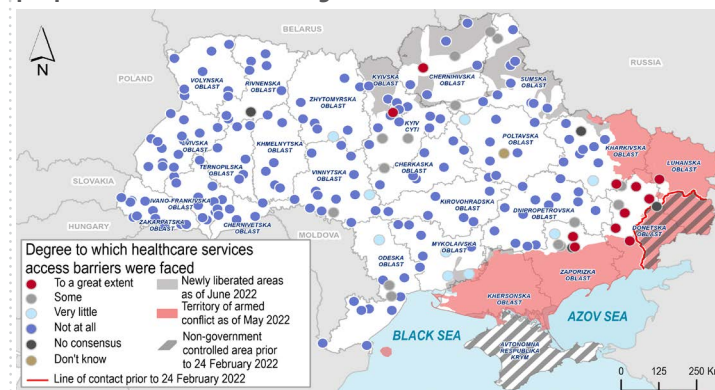 BELARUS
POLAND
RUSSIA
SLOVAKIA
HUNGARY
MOLDOVA
N
VOLYNSKA
OBLAST
RIVNENSKA
OBLAST
ZHYTOMYRSKA
OBLAST
KYIVSKA
OBLAST
KYIV
CYTI
CHERNIHIVSKA
OBLAST
SUMSKA
OBLAST
LVIVSKA
OBLAST
TERNOPILSKA
OBLAST
KHMELNYTSKA
OBLAST
VINNYTSKA
OBLAST
CHERKASKA
OBLAST
POLTAVSKA
OBLAST
KHARKIVSKA
OBLAST
LUHANSKA
OBLAST
IVANO-FRANKIVSKA
OBLAST
ZAKARPATSKA
OBLAST
CHERNIVETSKA
OBLAST
KIROVOHRADSKA
OBLAST
DNIPROPETROVSKA
OBLAST
DONETSKA
OBLAST
ODESKA
OBLAST
MYKOLAIVSKA
OBLAST
ZAPORIZKA
OBLAST
KHERSONSKA
OBLAST
AVTONOMNA
RESPUBLIKA
KRYM
BLACK SEA
AZOV SEA
Degree to which healthcare services
access barriers were faced
To a great extent
Some
Very little
Not at all
No consensus
Don't know
Newly liberated areas
as of June 2022
Territory of armed
conflict as of May 2022
Non-government
controlled area prior
to 24 February 2022
Line of contact prior to 24 February 2022
0 125 250 K